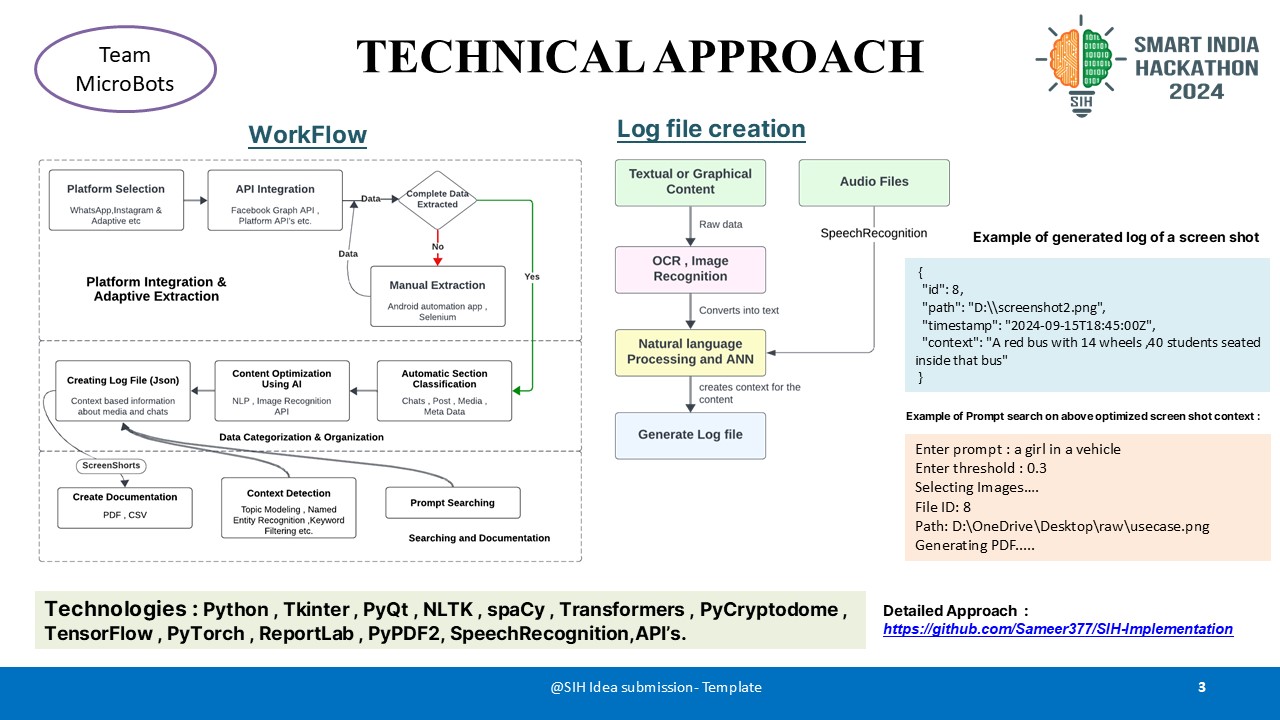 Team
MicroBots
TECHNICAL APPROACH
SMART INDIA
HACKATHON
2024
SIH
WorkFlow
Platform Selection
WhatsApp,Instagram &
Adaptive etc
API Integration
Facebook Graph API ,
Platform API's etc.
Data
Complete Data
Extracted
No
Data
Yes
Manual Extraction
Android automation app ,
Selenium
Platform Integration &
Adaptive Extraction
Creating Log File (Json)
Context based information
about media and chats
Content Optimization
Using AI
NLP , Image Recognition
API
Automatic Section
Classification
Chats , Post , Media ,
Meta Data
Data Categorization & Organization
ScreenShorts
Create Documentation
PDF , CSV
Context Detection
Topic Modeling , Named
Entity Recognition ,Keyword
Filtering etc.
Prompt Searching
Searching and Documentation
Log file creation
Textual or Graphical
Content
Audio Files
Raw data
SpeechRecognition
OCR , Image
Recognition
Converts into text
Natural language
Processing and ANN
creates context for the
content
Generate Log file
Example of generated log of a screen shot
{
"id": 8,
"path": "D:\\screenshot2.png",
"timestamp": "2024-09-15T18:45:00Z",
"context": "A red bus with 14 wheels ,40 students seated
inside that bus"
}
Example of Prompt search on above optimized screen shot context :
Enter prompt : a girl in a vehicle
Enter threshold : 0.3
Selecting Images....
File ID: 8
Path: D:\OneDrive\Desktop\raw\usecase.png
Generating PDF.....
Technologies : Python , Tkinter , PyQt , NLTK , spaCy , Transformers , PyCryptodome ,
TensorFlow , PyTorch , ReportLab , PyPDF2, SpeechRecognition,API's.
Detailed Approach :
https://github.com/Sameer377/SIH-Implementation
@SIH Idea submission- Template
3